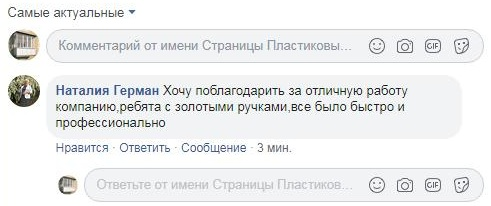 Самые актуальные
Комментарий от имени Страницы Пластиковы...
GIF
Наталия Герман Хочу поблагодарить за отличную работу
компанию,ребята с золотыми ручками,все было быстро и
профессионально
Нравится · Ответить · Сообщение · 3 мин.
Ответьте от имени Страницы Пластиков...
GIF